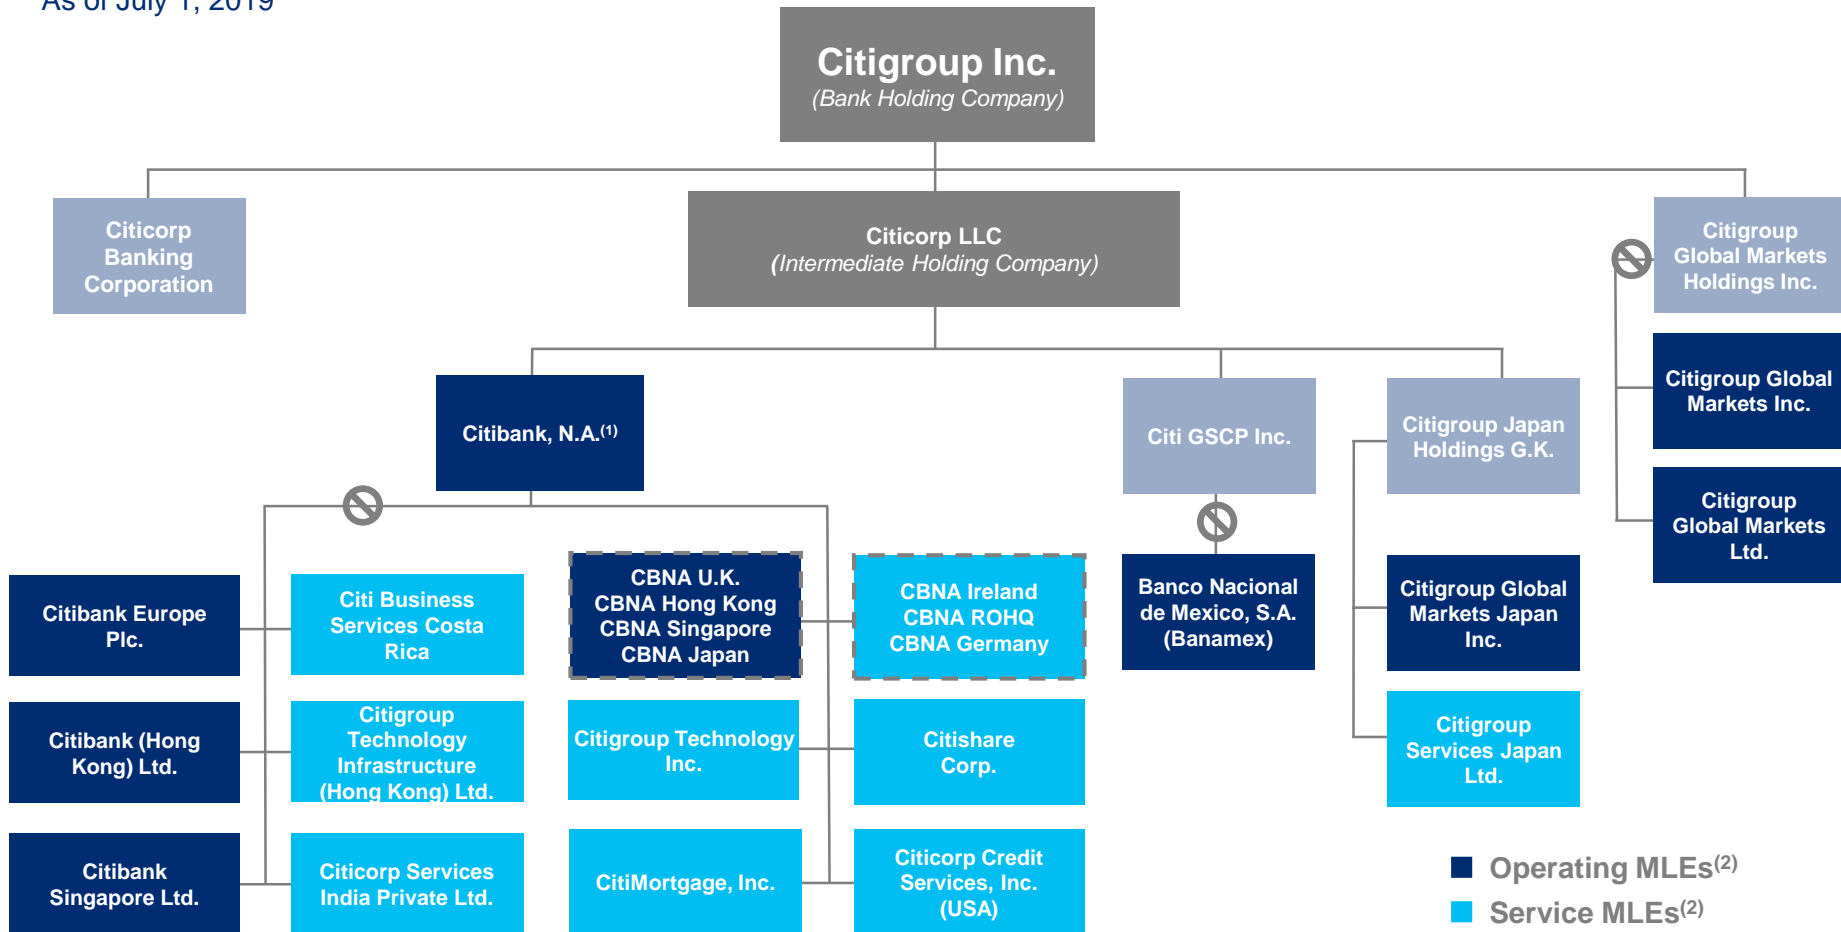 As of July 1, 2019
Citigroup Inc.
(Bank Holding Company)
Citicorp
Banking
Corporation
Citicorp LLC
(Intermediate Holding Company)
Citigroup
Global Markets
Holdings Inc.
Citigroup Global
Markets Inc.
Citigroup
Global Markets
Ltd.
Citibank, N.A.(1)
Citi GSCP Inc.
Citigroup Japan
Holdings G.K.
Citibank Europe
Plc.
Citi Business
Services Costa
Rica
CBNA U.K.
CBNA Hong Kong
CBNA Singapore
CBNA Japan
CBNA Ireland
CBNA ROHQ
CBNA Germany
Banco Nacional
de Mexico, S.A.
(Banamex)
Citigroup Global
Markets Japan
Inc.
Citibank (Hong
Kong) Ltd.
Citigroup
Technology
Infrastructure
(Hong Kong) Ltd.
Citigroup Technology
Inc.
Citishare
Corp.
Citigroup
Services Japan
Ltd.
Citibank
Singapore Ltd.
Citicorp Services
India Private Ltd.
CitiMortgage, Inc.
Citicorp Credit
Services, Inc.
(USA)
Operating MLEs(2)
Service MLEs(2)